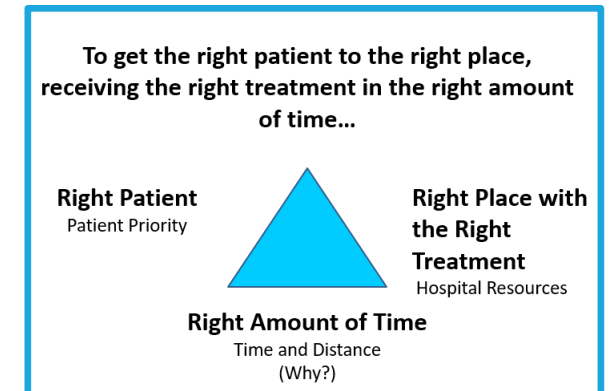 To get the right patient to the right place,
receiving the right treatment in the right amount
of time...
Right Patient
Patient Priority
Right Place with
the Right
Treatment
Hospital Resources
Right Amount of Time
Time and Distance
(Why?)